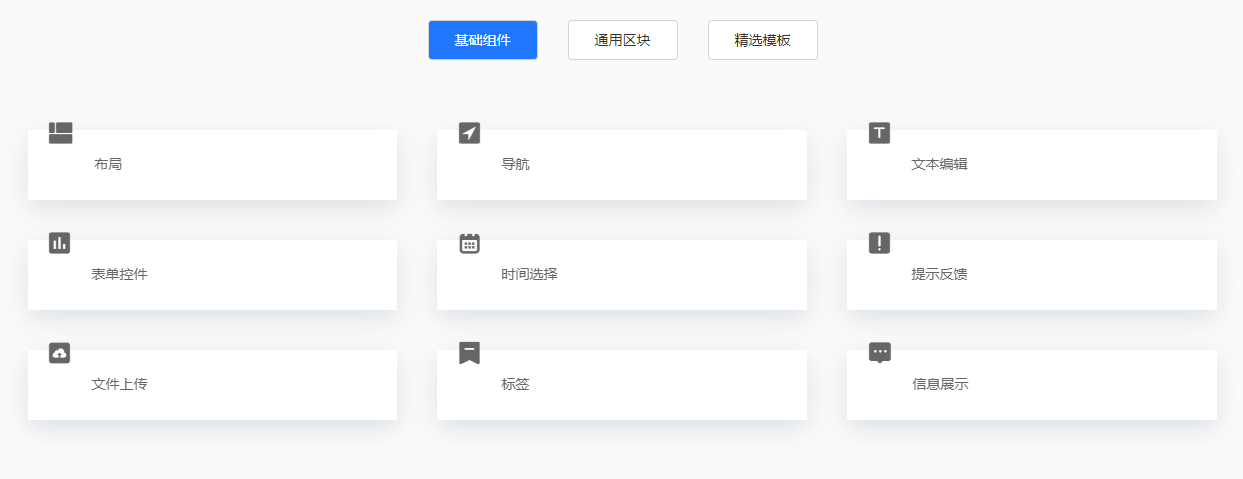 基础组件
通用区块
精选模板
布局
导航
文本编辑
表单控件
时间选择
提示反馈
文件上传
标签
信息展示